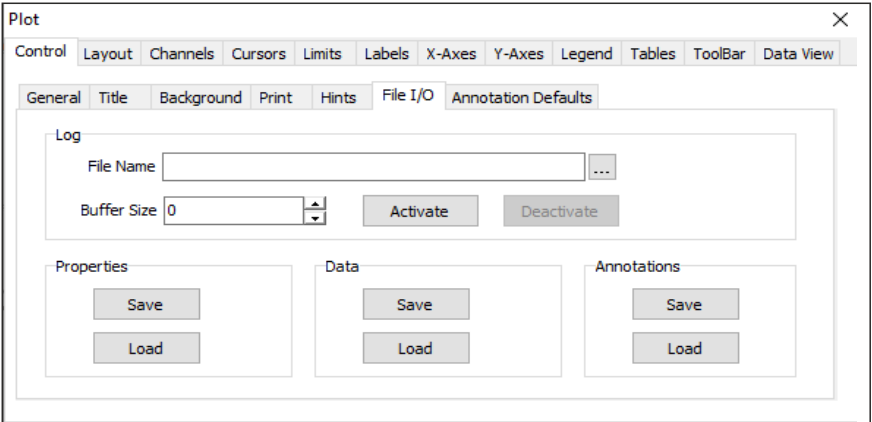 Plot
Control Layout Channels Cursors Limits Labels X-Axes Y-Axes Legend Tables ToolBar Data View
General Title Background Print Hints File I/O Annotation Defaults
Log
File Name ...
Buffer Size 0 Activate Deactivate
Properties Data Annotations
Save Save Save
Load Load Load